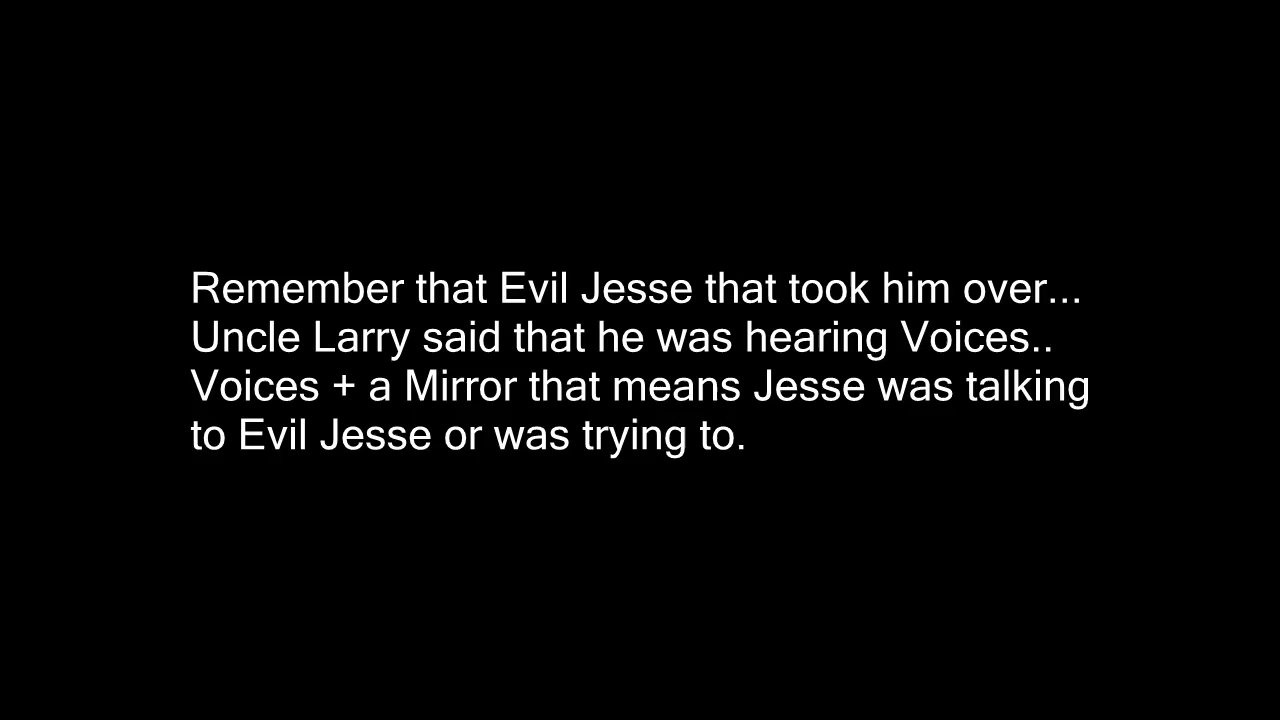 Remember that Evil Jesse that took him over...
Uncle Larry said that he was hearing Voices..
Voices + a Mirror that means Jesse was talking
to Evil Jesse or was trying to.